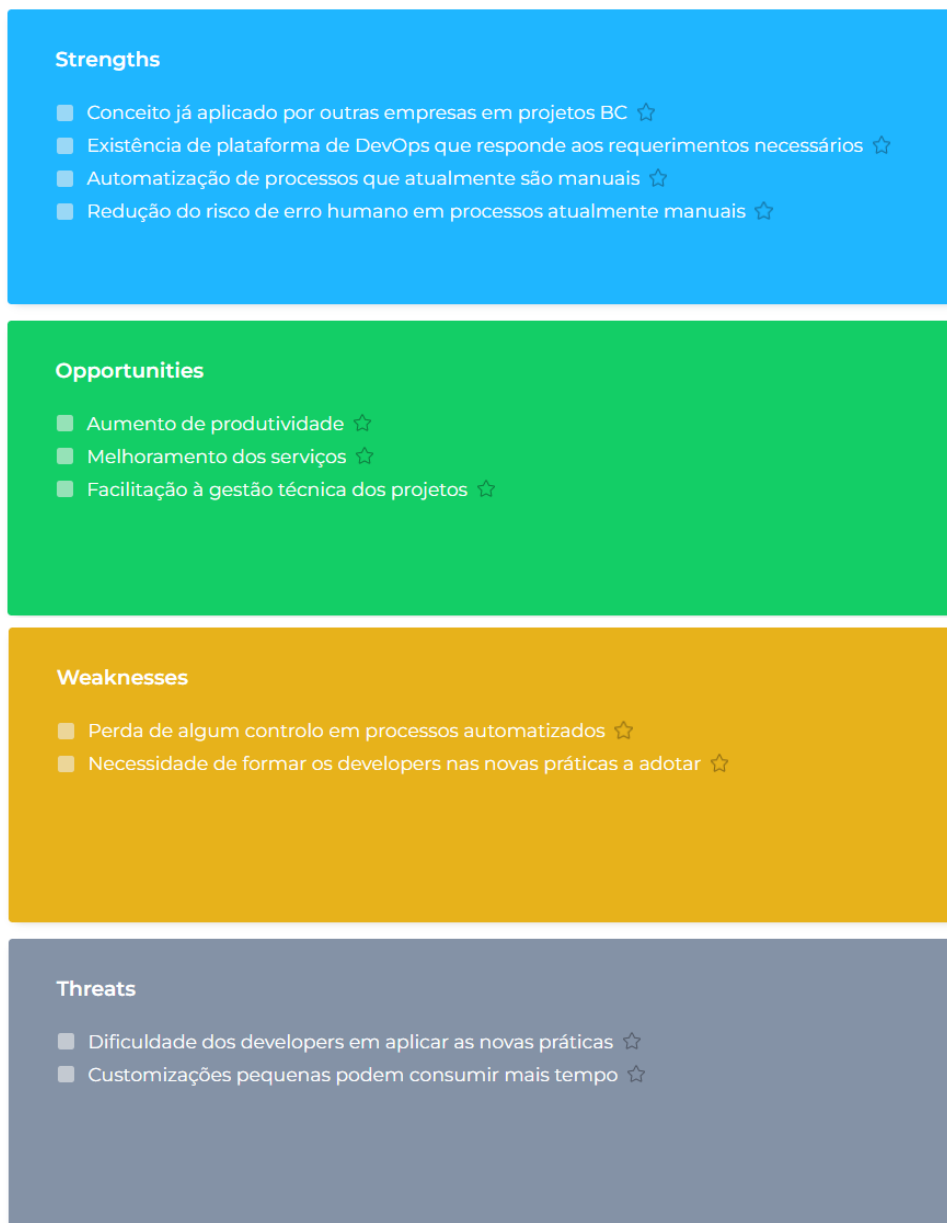 Strengths
Conceito já aplicado por outras empresas em projetos BC
Existência de plataforma de DevOps que responde aos requerimentos necessários
Automatização de processos que atualmente são manuais
Redução do risco de erro humano em processos atualmente manuais
Opportunities
Aumento de produtividade
Melhoramento dos serviços
Facilitação à gestão técnica dos projetos
Weaknesses
Perda de algum controlo em processos automatizados
Necessidade de formar os developers nas novas práticas a adotar
Threats
Dificuldade dos developers em aplicar as novas práticas
Customizações pequenas podem consumir mais tempo